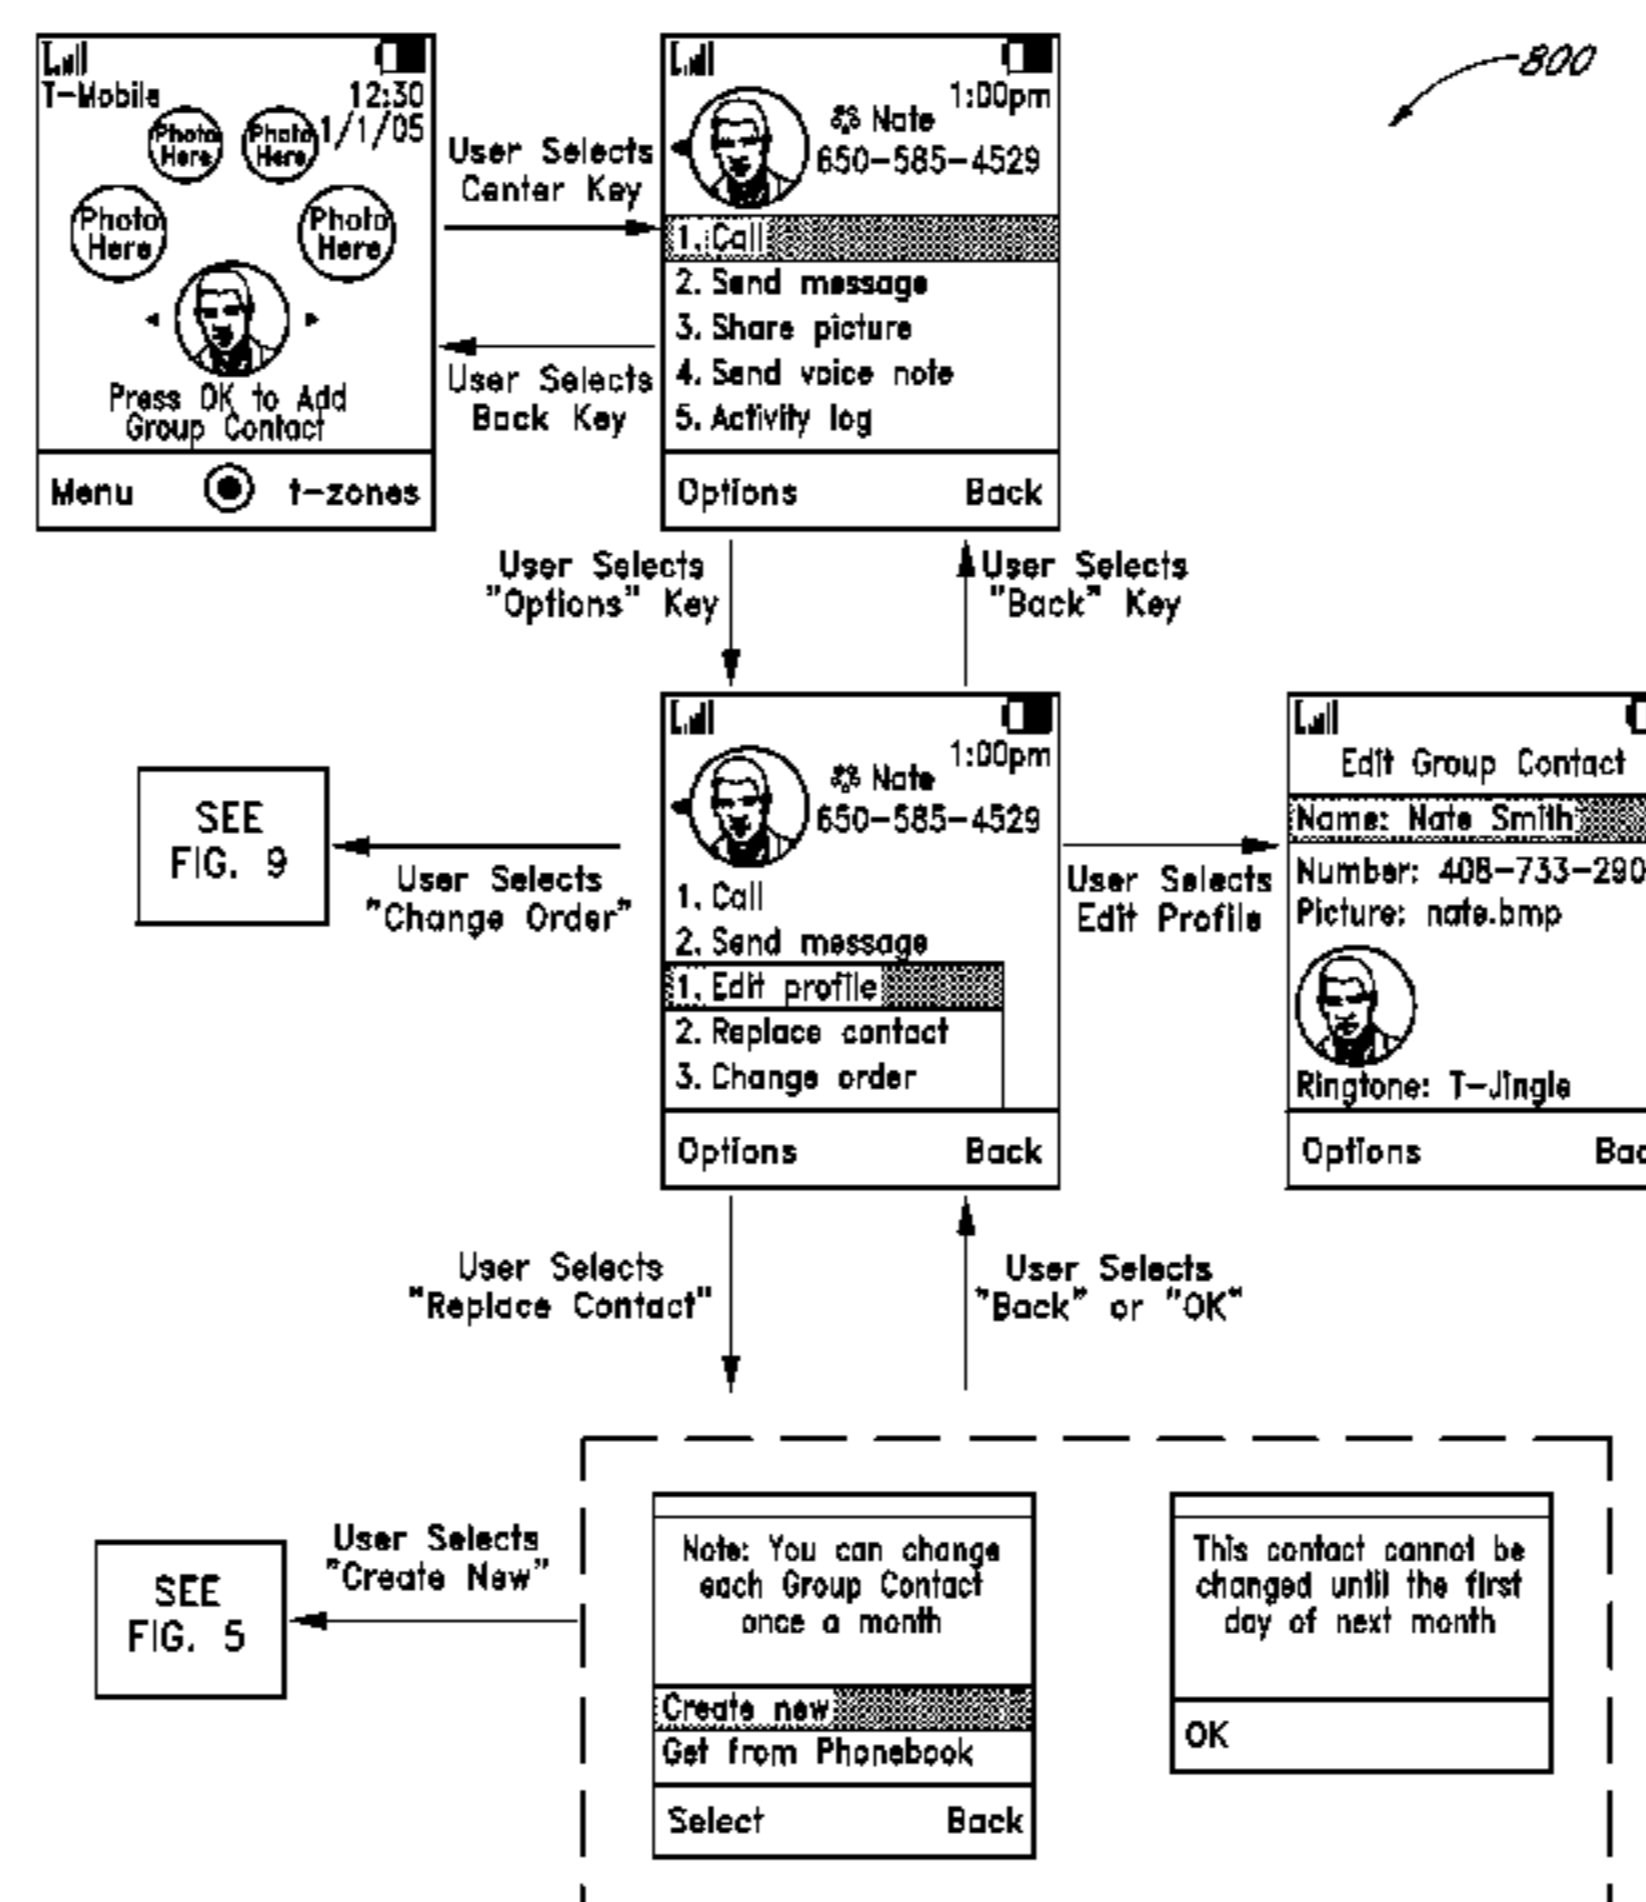 T-Mobile
12:30
1/1/05
Photo Here
Photo Here
Photo Here
Photo Here
Press OK to Add
Group Contact
Menu
t-zones
User Selects
Center Key
User Selects
Back Key
1:00pm
Nate
650-585-4529
1. Call
2. Send message
3. Share picture
4. Send voice note
5. Activity log
Options Back
800
User Selects
"Options" Key
User Selects
"Back" Key
SEE
FIG. 9
User Selects
"Change Order"
1:00pm
Nate
650-585-4529
1. Call
2. Send message
1. Edit profile
2. Replace contact
3. Change order
Options Back
User Selects
Edit Profile
Edit Group Contact
Name: Nate Smith
Number: 408-733-290
Picture: nate.bmp
Ringtone: T-Jingle
Options
User Selects
"Replace Contact"
User Selects
"Back" or "OK"
SEE
FIG. 5
User Selects
"Create New"
Note: You can change
each Group Contact
once a month
Create new
Get from Phonebook
Select Back
This contact cannot be
changed until the first
day of next month
OK